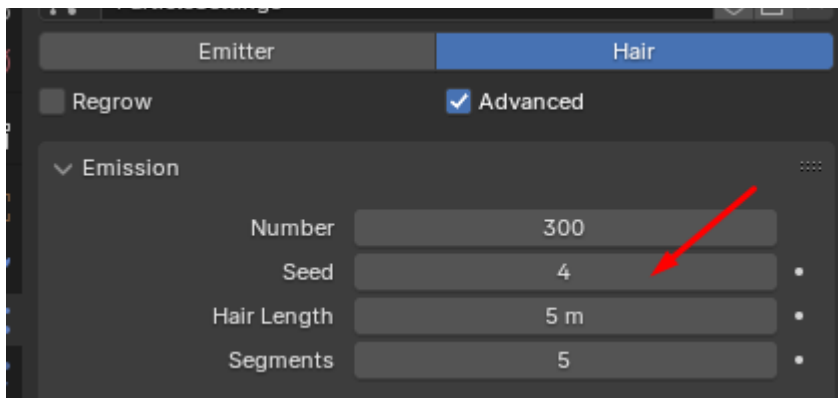 Emitter Hair
Regrow Advanced
Emission
Number 300
Seed 4
Hair Length 5 m
Segments 5